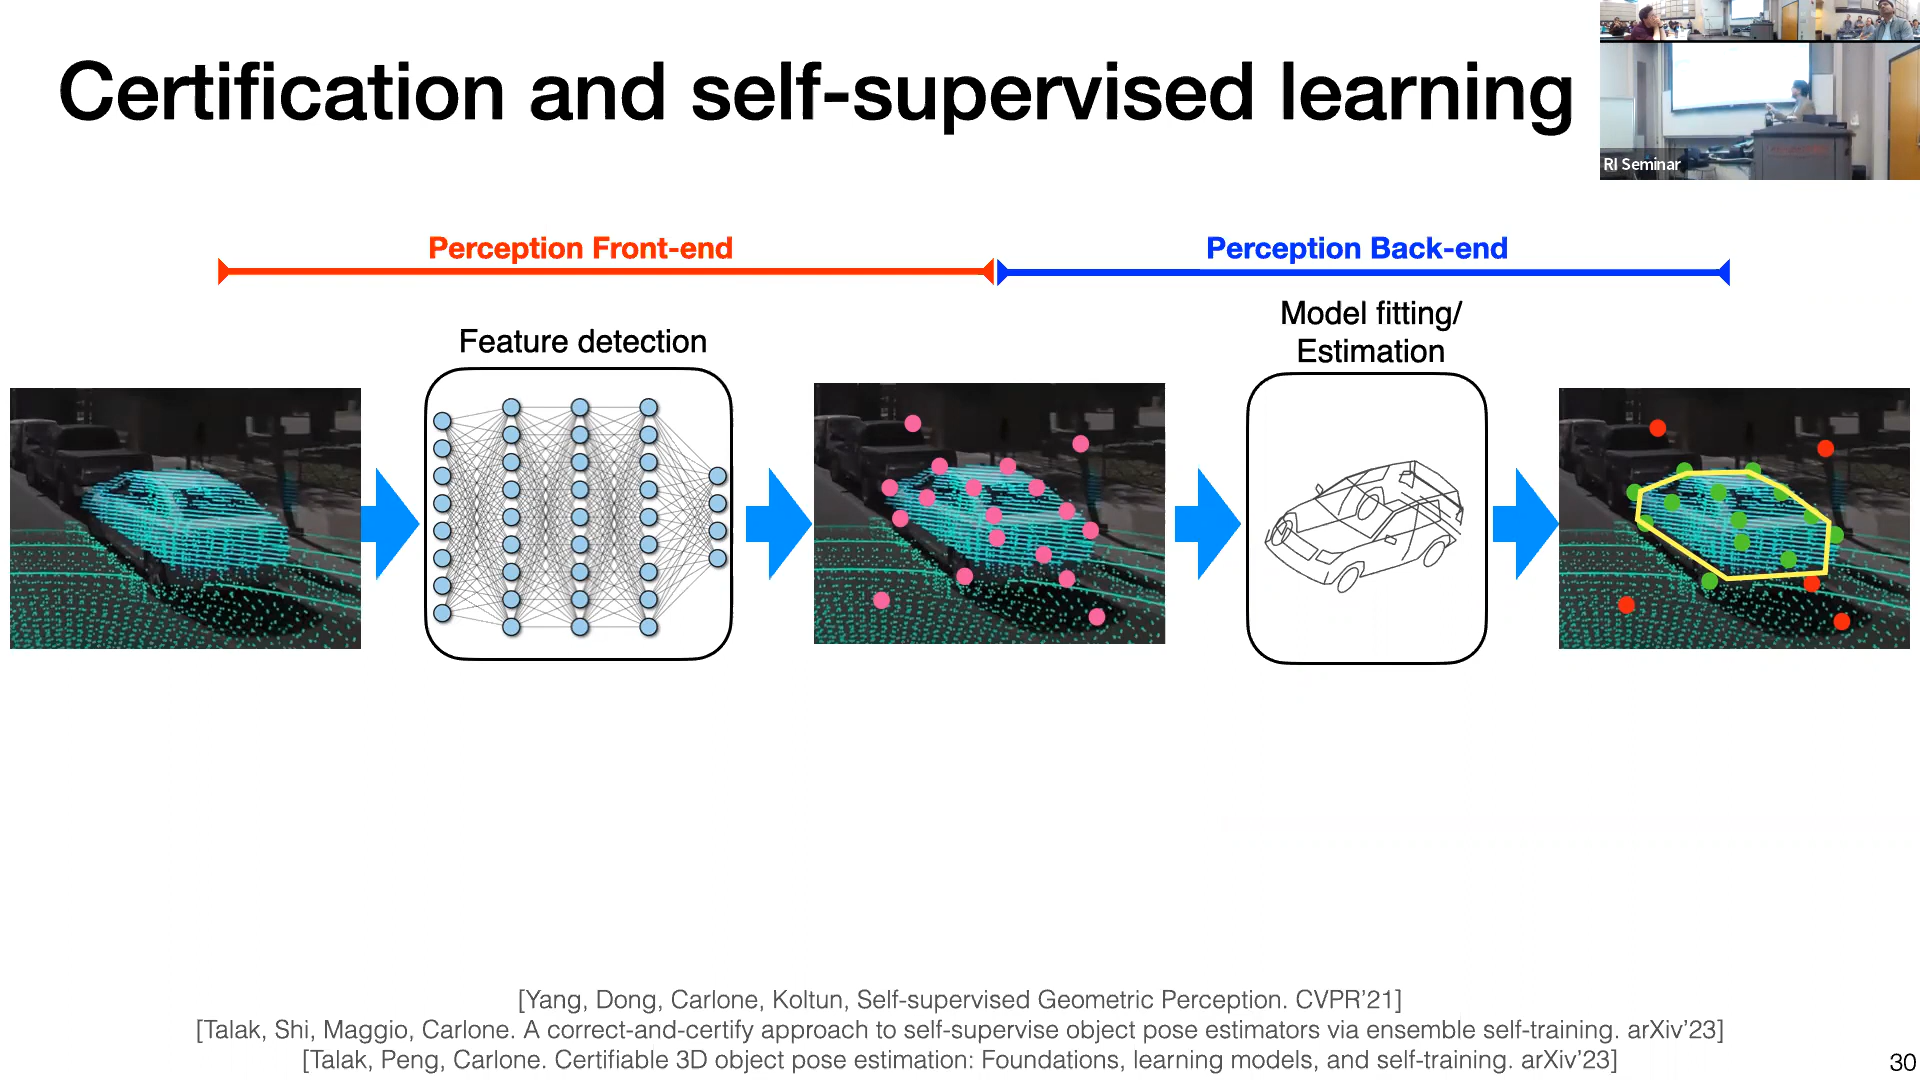 Certification and self-supervised learning
RI Seminar
Perception Front-end
Perception Back-end
Feature detection
Model fitting/
Estimation
[Yang, Dong, Carlone, Koltun, Self-supervised Geometric Perception. CVPR’21]
[Talak, Shi, Maggio, Carlone. A correct-and-certify approach to self-supervise object pose estimators via ensemble self-training. arXiv’23]
[Talak, Peng, Carlone. Certifiable 3D object pose estimation: Foundations, learning models, and self-training. arXiv’23]
30